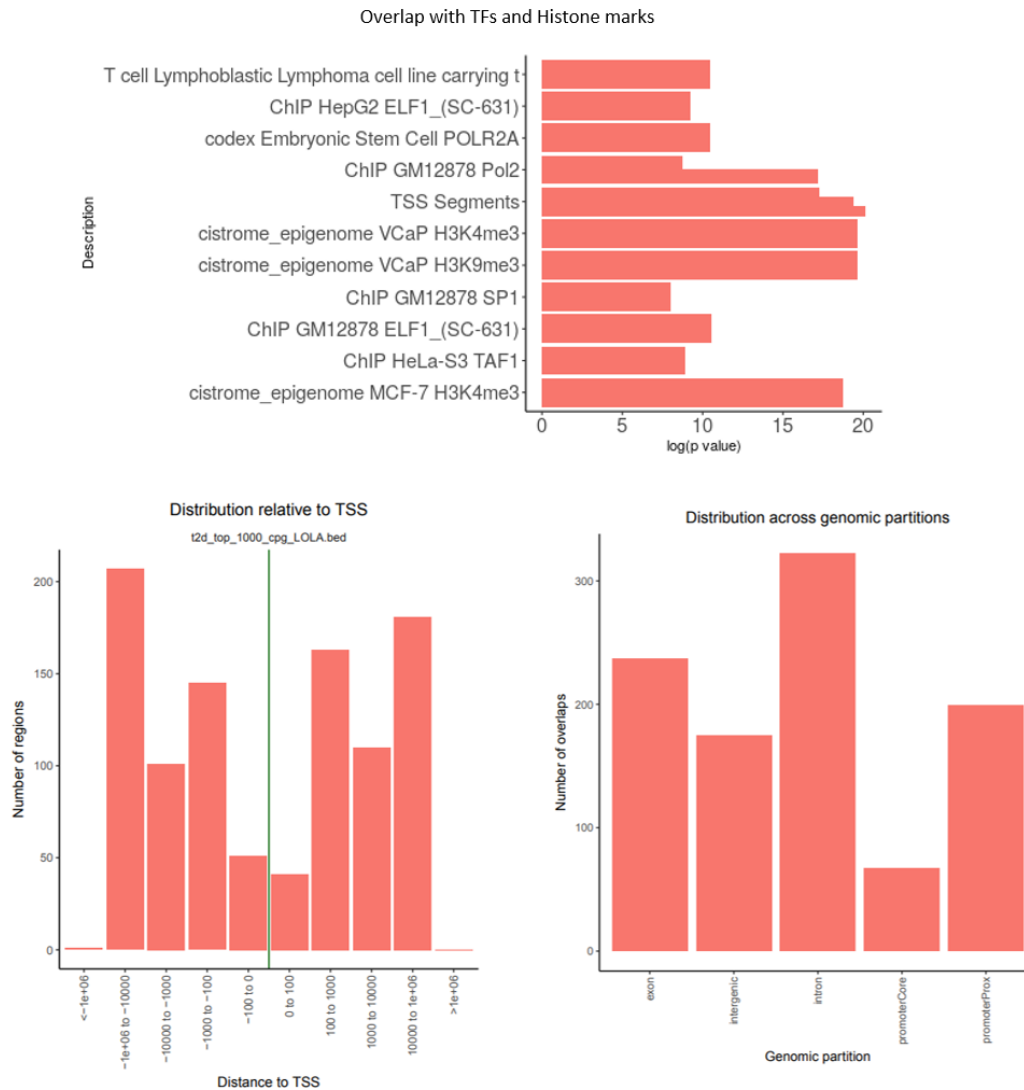 Overlap with TFs and Histone marks
T cell Lymphoblastic Lymphoma cell line carrying t
ChIP HepG2 ELF1_(SC-631)
codex Embryonic Stem Cell POLR2A
ChIP GM12878 Pol2
TSS Segments
cistrome_epigenome VCaP H3K4me3
cistrome_epigenome VCaP H3K9me3
ChIP GM12878 SP1
ChIP GM12878 ELF1_(SC-631)
ChIP HeLa-S3 TAF1
cistrome_epigenome MCF-7 H3K4me3
Description
0 5 10 15 20
log(p value)
Distribution relative to TSS
t2d_top_1000_cpg_LOLA.bed
200
150
100
50
0
Number of regions
<−1e+06
−1e+06 to −10000
−10000 to −1000
−1000 to −100
−100 to 0
0 to 100
100 to 1000
1000 to 10000
10000 to 1e+06
>1e+06
Distance to TSS
Distribution across genomic partitions
300
200
100
0
Number of overlaps
exon
intergenic
intron
promoterCore
promoterProx
Genomic partition